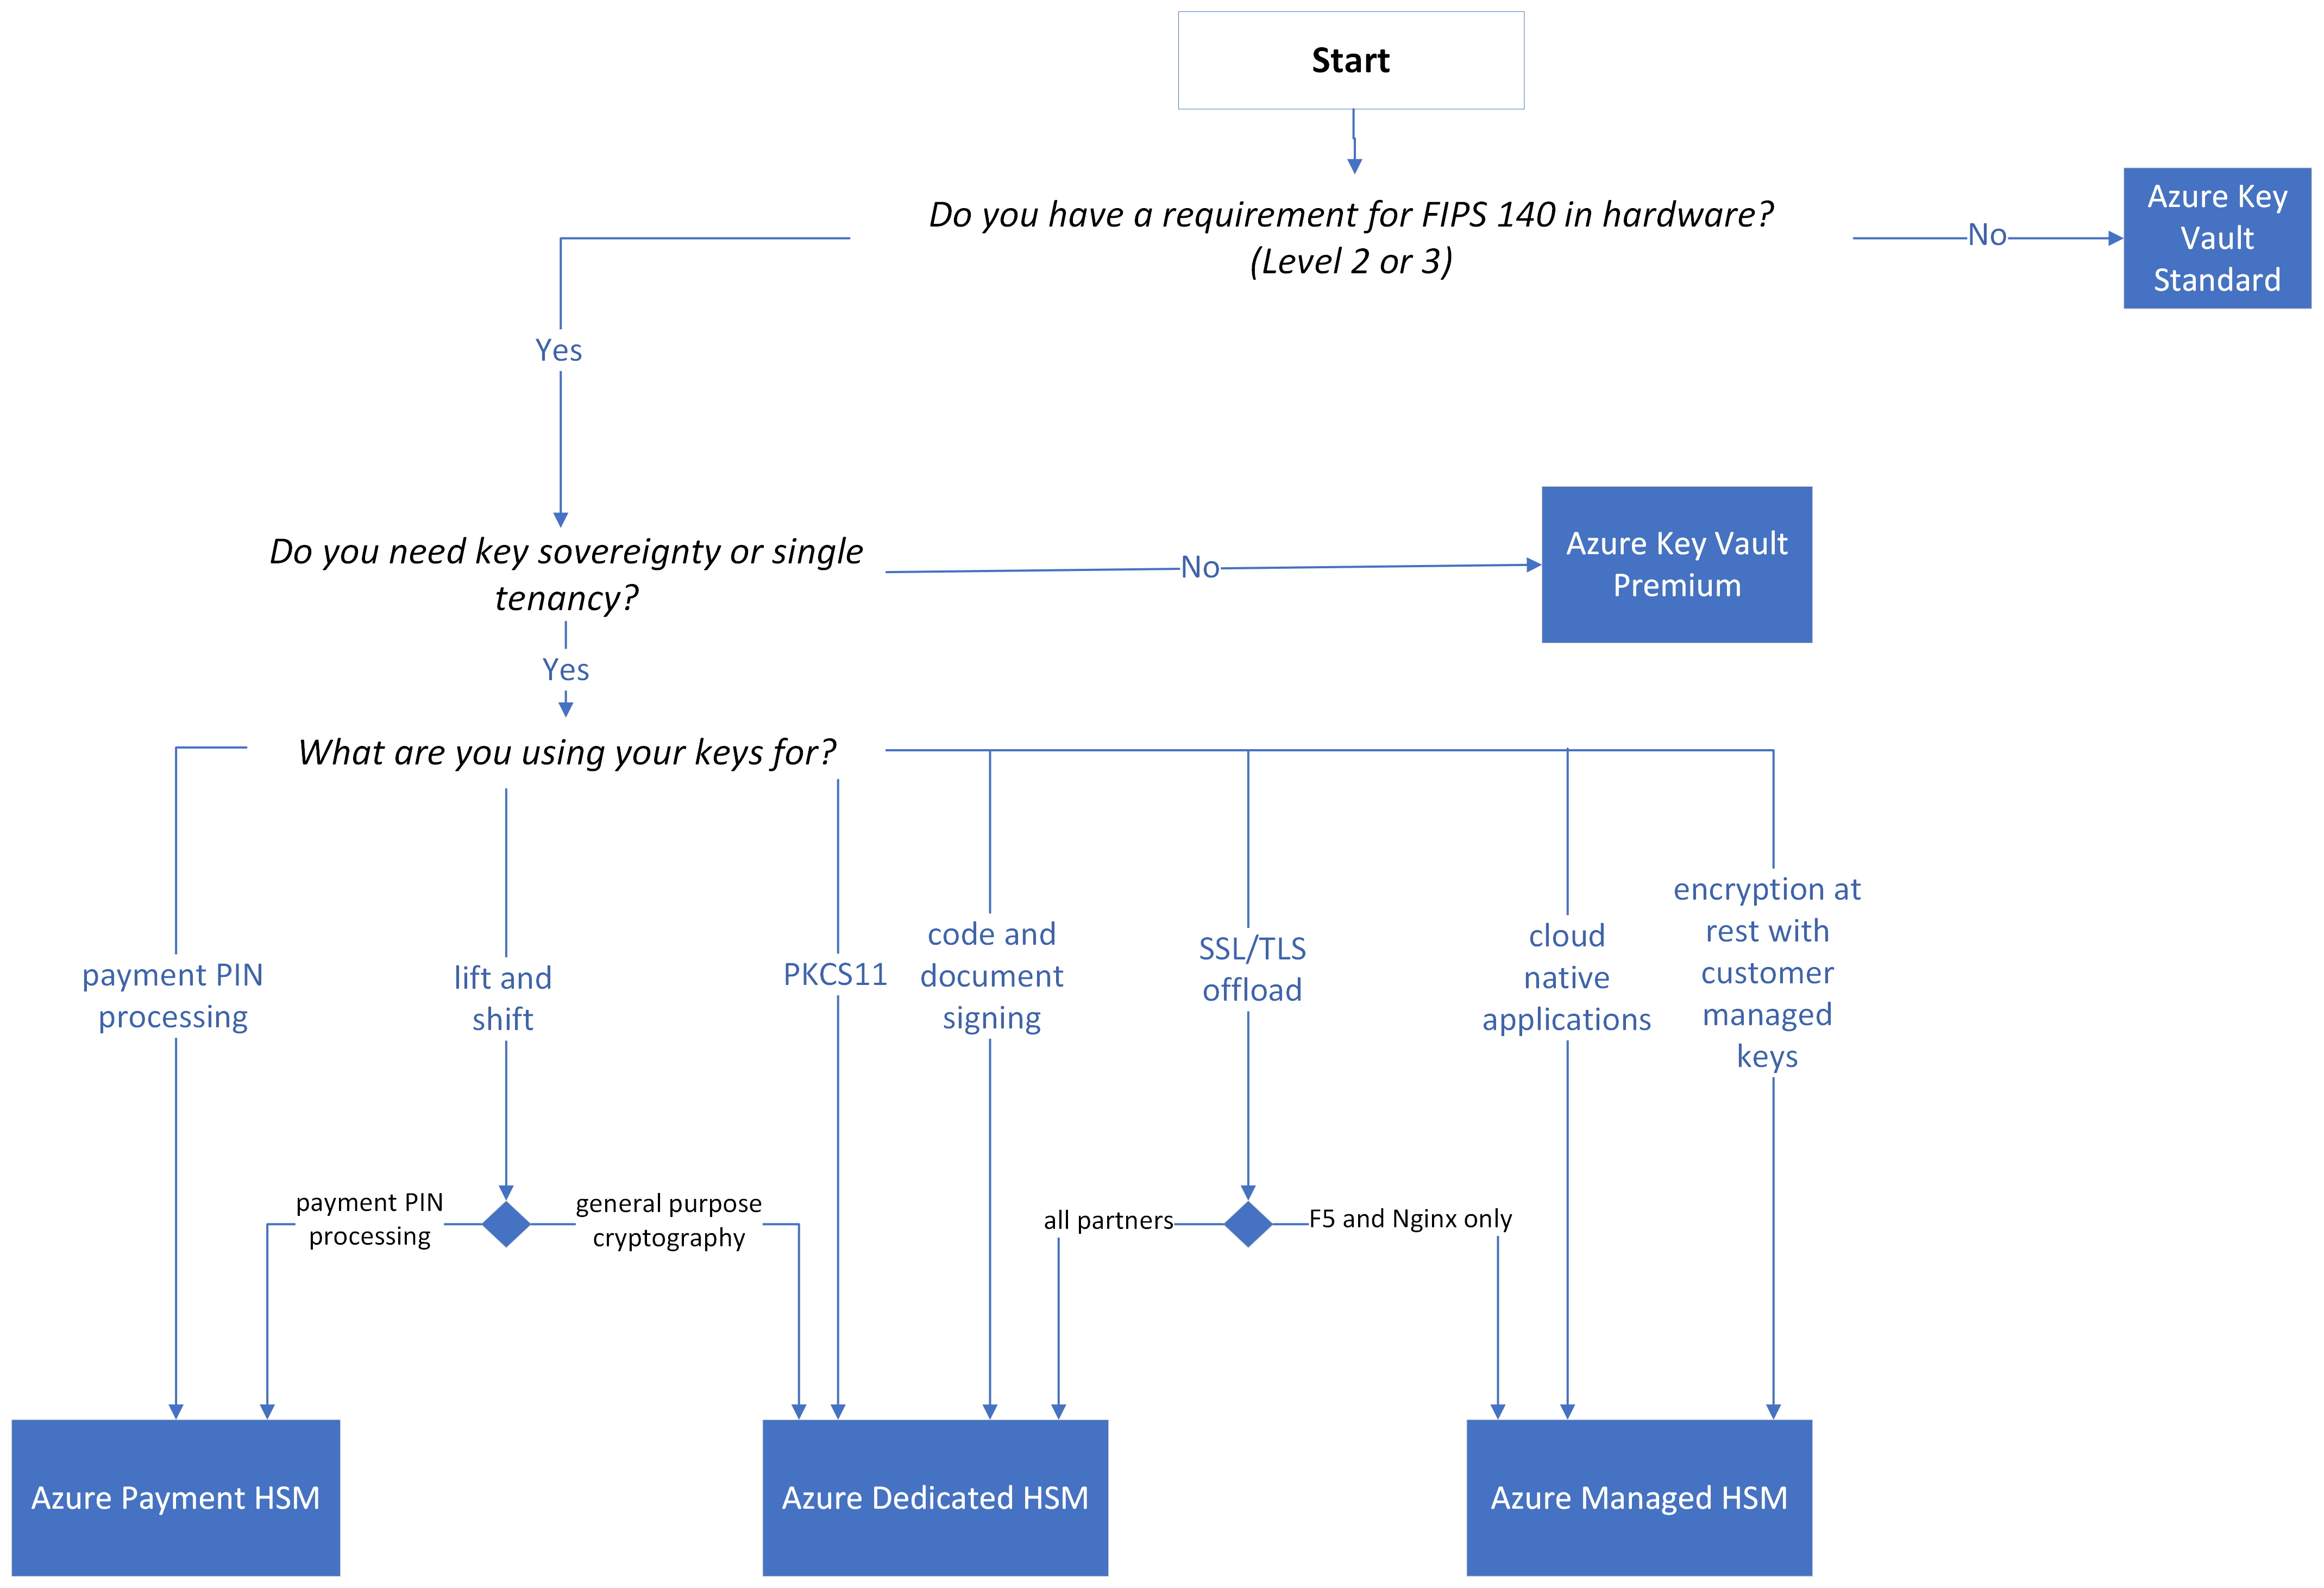 Start
Do you have a requirement for FIPS 140 in hardware?
(Level 2 or 3)
No
Azure Key
Vault
Standard
Yes
Do you need key sovereignty or single
tenancy?
No
Azure Key Vault
Premium
Yes
What are you using your keys for?
payment PIN
processing
lift and
shift
PKCS11
code and
document
signing
SSL/TLS
offload
cloud
native
applications
encryption at
rest with
customer
managed
keys
payment PIN
processing
general purpose
cryptography
all partners
F5 and Nginx only
Azure Payment HSM
Azure Dedicated HSM
Azure Managed HSM